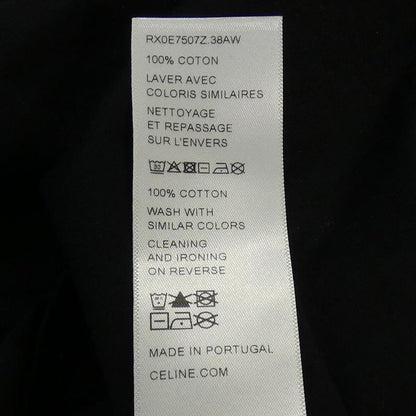 RX0E7507Z.38AW
100% COTON
LAVER AVEC
COLORIS SIMILAIRES
NETTOYAGE
ET REPASSAGE
SUR L'ENVERS
100% COTTON
WASH WITH
SIMILAR COLORS
CLEANING
AND IRONING
ON REVERSE
MADE IN PORTUGAL
CELINE.COM